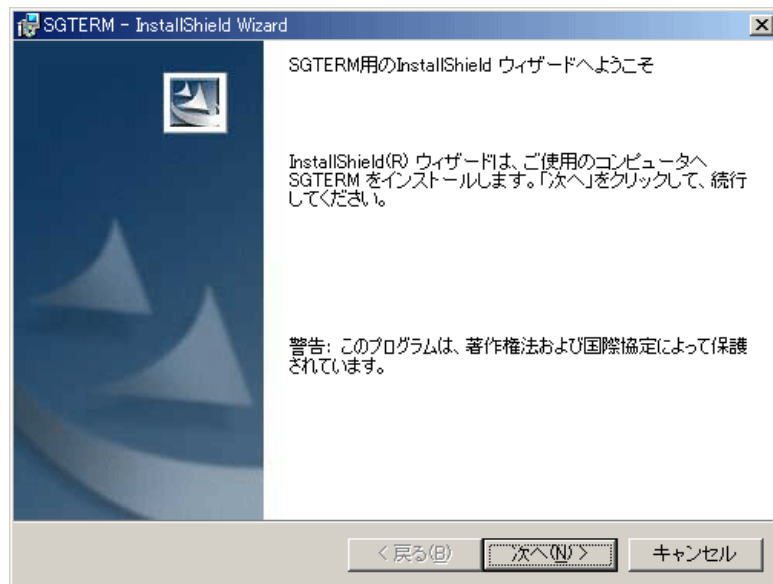 SGTERM - InstallShield Wizard
SGTERM用のInstallShield ウィザードへようこそ
InstallShield(R) ウィザードは、ご使用のコンピュータへ
SGTERM をインストールします。「次へ」をクリックして、続行
してください。
警告: このプログラムは、著作権法および国際協定によって保護
されています。
< 戻る(B)
次へ(N) >
キャンセル